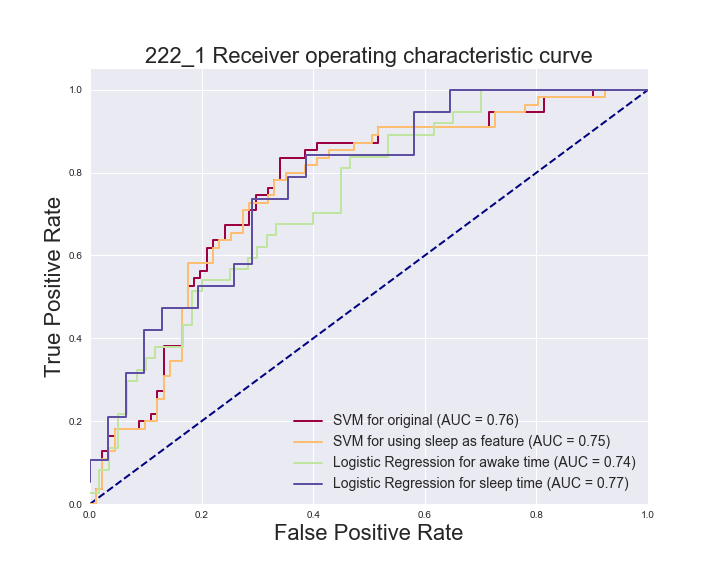 222_1 Receiver operating characteristic curve
True Positive Rate
1.0
0.8
0.6
0.4
0.2
0.0
SVM for original (AUC = 0.76)
SVM for using sleep as feature (AUC = 0.75)
Logistic Regression for awake time (AUC = 0.74)
Logistic Regression for sleep time (AUC = 0.77)
0.0 0.2 0.4 0.6 0.8 1.0
False Positive Rate